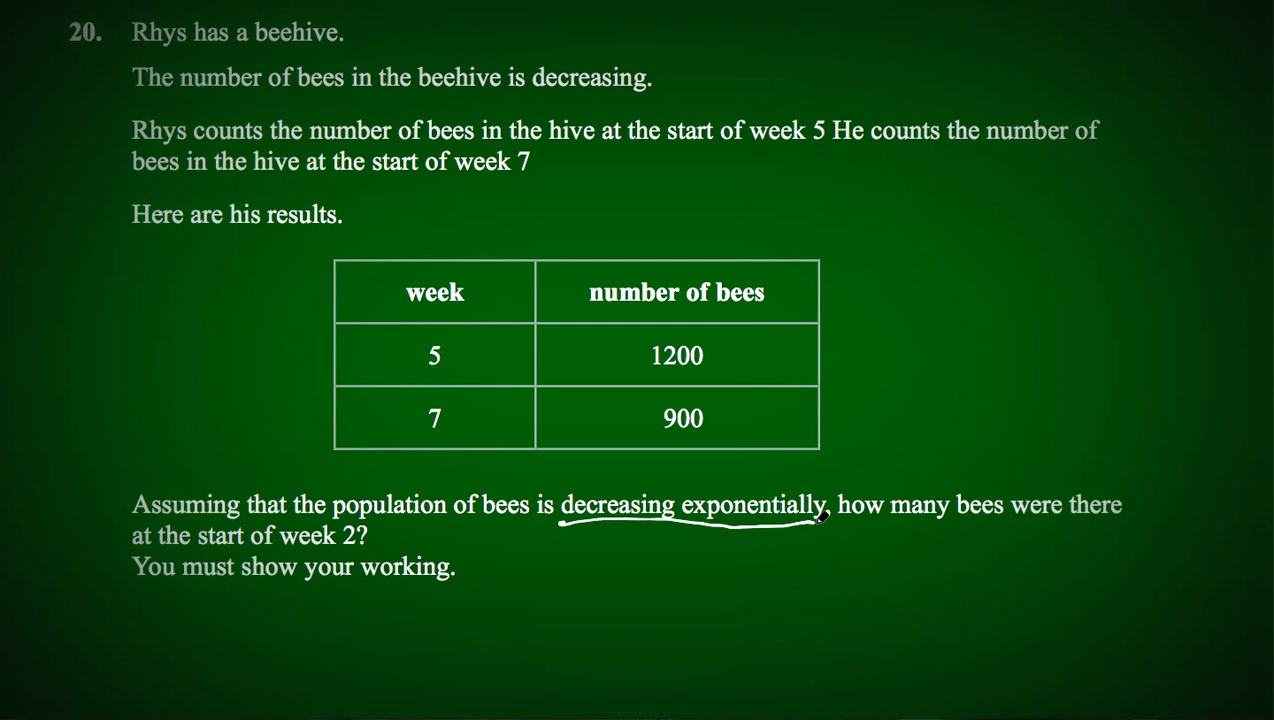 20. Rhys has a beehive.
The number of bees in the beehive is decreasing.
Rhys counts the number of bees in the hive at the start of week 5 He counts the number of
bees in the hive at the start of week 7
Here are his results.
week number of bees
5 1200
7 900
Assuming that the population of bees is decreasing exponentially, how many bees were there
at the start of week 2?
You must show your working.